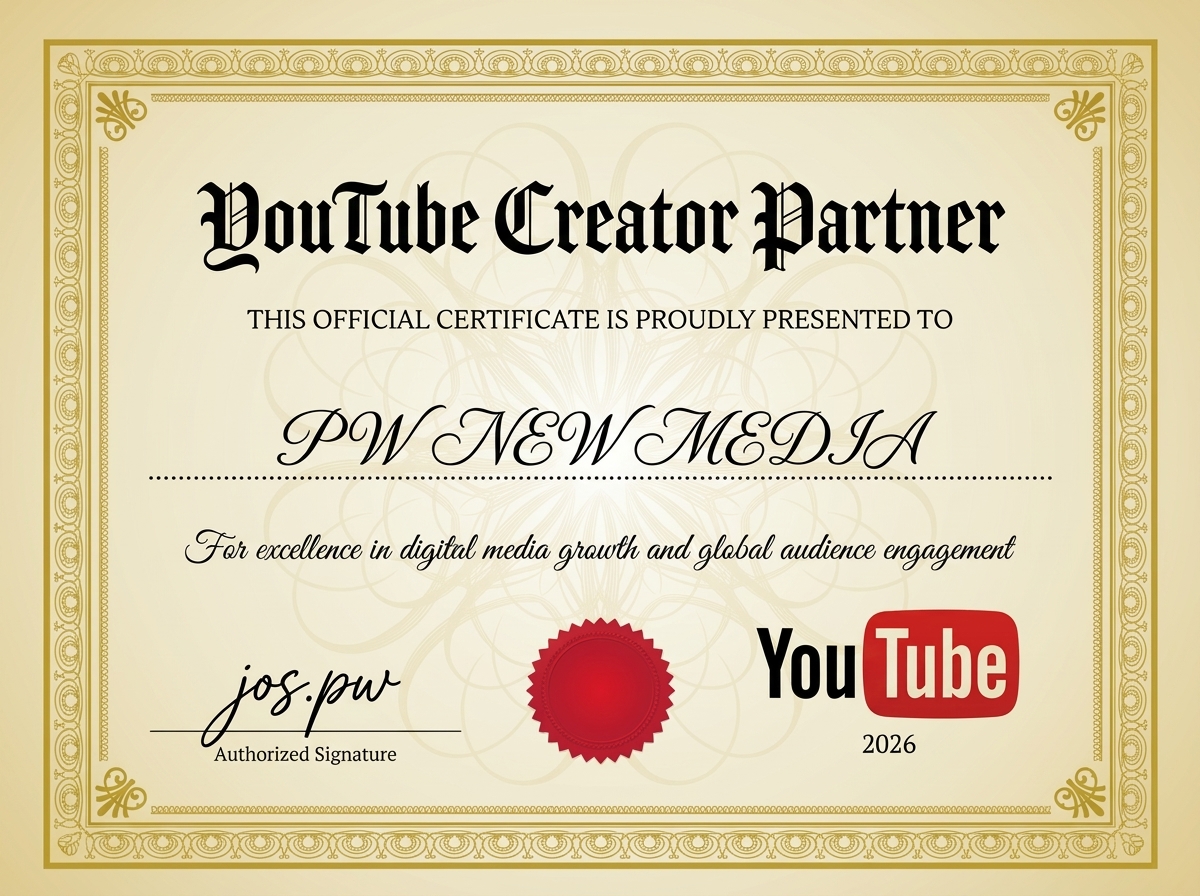 YouTube Creator Partner
THIS OFFICIAL CERTIFICATE IS PROUDLY PRESENTED TO
PW NEW MEDIA
For excellence in digital media growth and global audience engagement
jos.pw
Authorized Signature
YouTube
2026